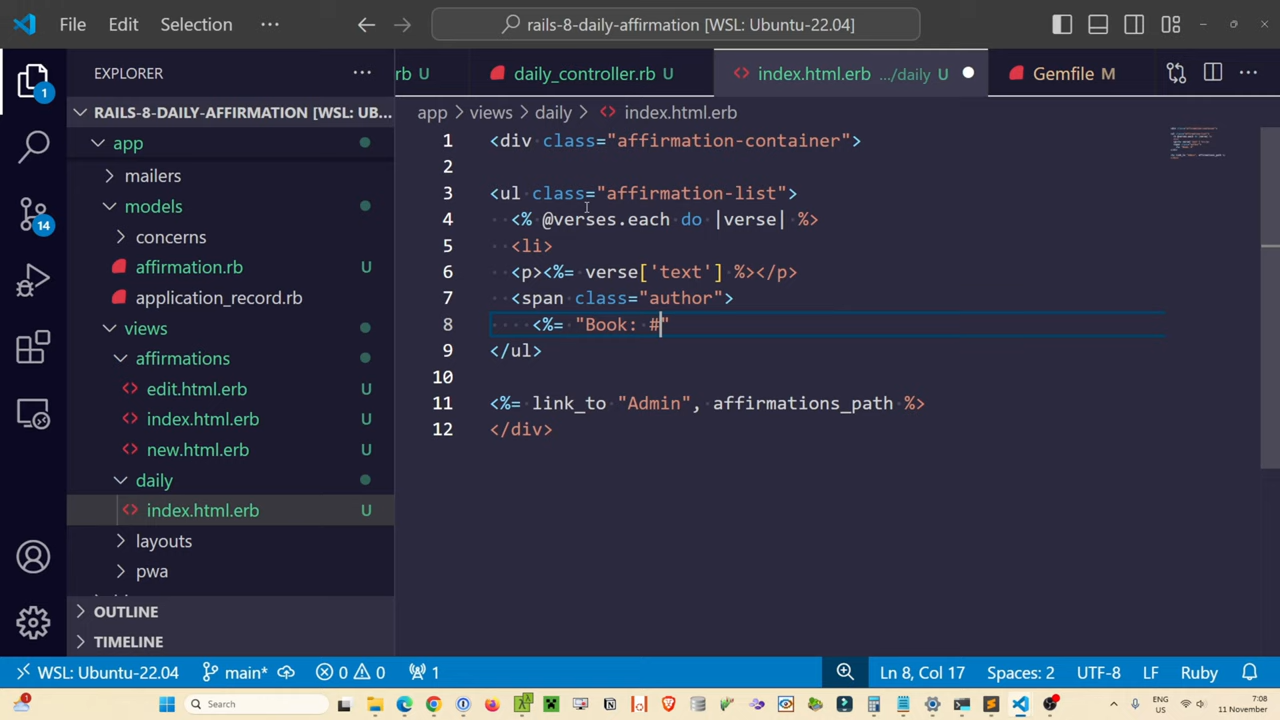 File Edit Selection ··· rails-8-daily-affirmation [WSL: Ubuntu-22.04]
EXPLORER ···
rb U daily_controller.rb U index.html.erb .../daily U Gemfile M ···
RAILS-8-DAILY-AFFIRMATION [WSL: UB...
app > views > daily > index.html.erb
1
app
mailers
models
concerns
affirmation.rb U
application_record.rb
views
affirmations
edit.html.erb U
index.html.erb U
new.html.erb U
daily
index.html.erb U
layouts
pwa
OUTLINE
TIMELINE
14
1 <div class="affirmation-container">
2
3 <ul class="affirmation-list">
4 <% @verses.each do |verse| %>
5 <li>
6 <p><%= verse['text'] %></p>
7 <span class="author">
8 <%= "Book: #"
9 </ul>
10
11 <%= link_to "Admin", affirmations_path %>
12 </div>
WSL: Ubuntu-22.04 main* 0 0 1 Ln 8, Col 17 Spaces: 2 UTF-8 LF Ruby
Search ENG 7:08
US 11 November